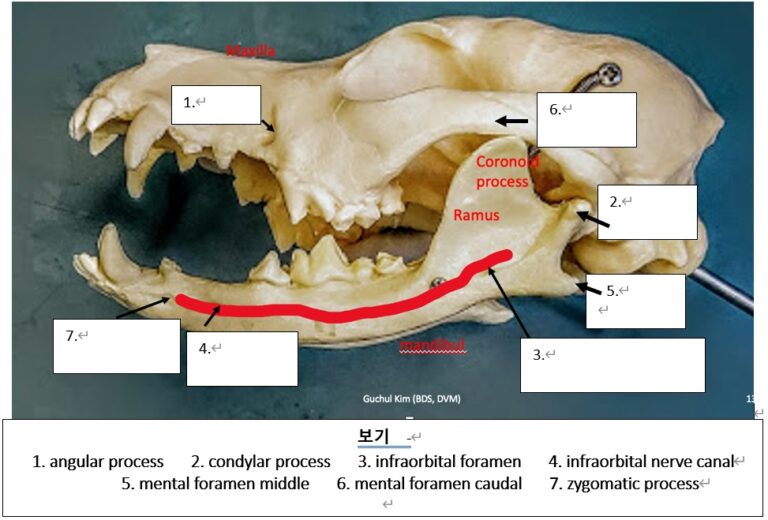 Maxilla
1.↵
6.↵
Coronoid
process
2.↵
Ramus
5.↵
↵
7.
4.↵
mandibul
3.↵
Guchul Kim (BDS, DVM)
13
보기 ↵
1. angular process 2. condylar process 3. infraorbital foramen 4. infraorbital nerve canal↵
5. mental foramen middle 6. mental foramen caudal 7. zygomatic process↵
↵